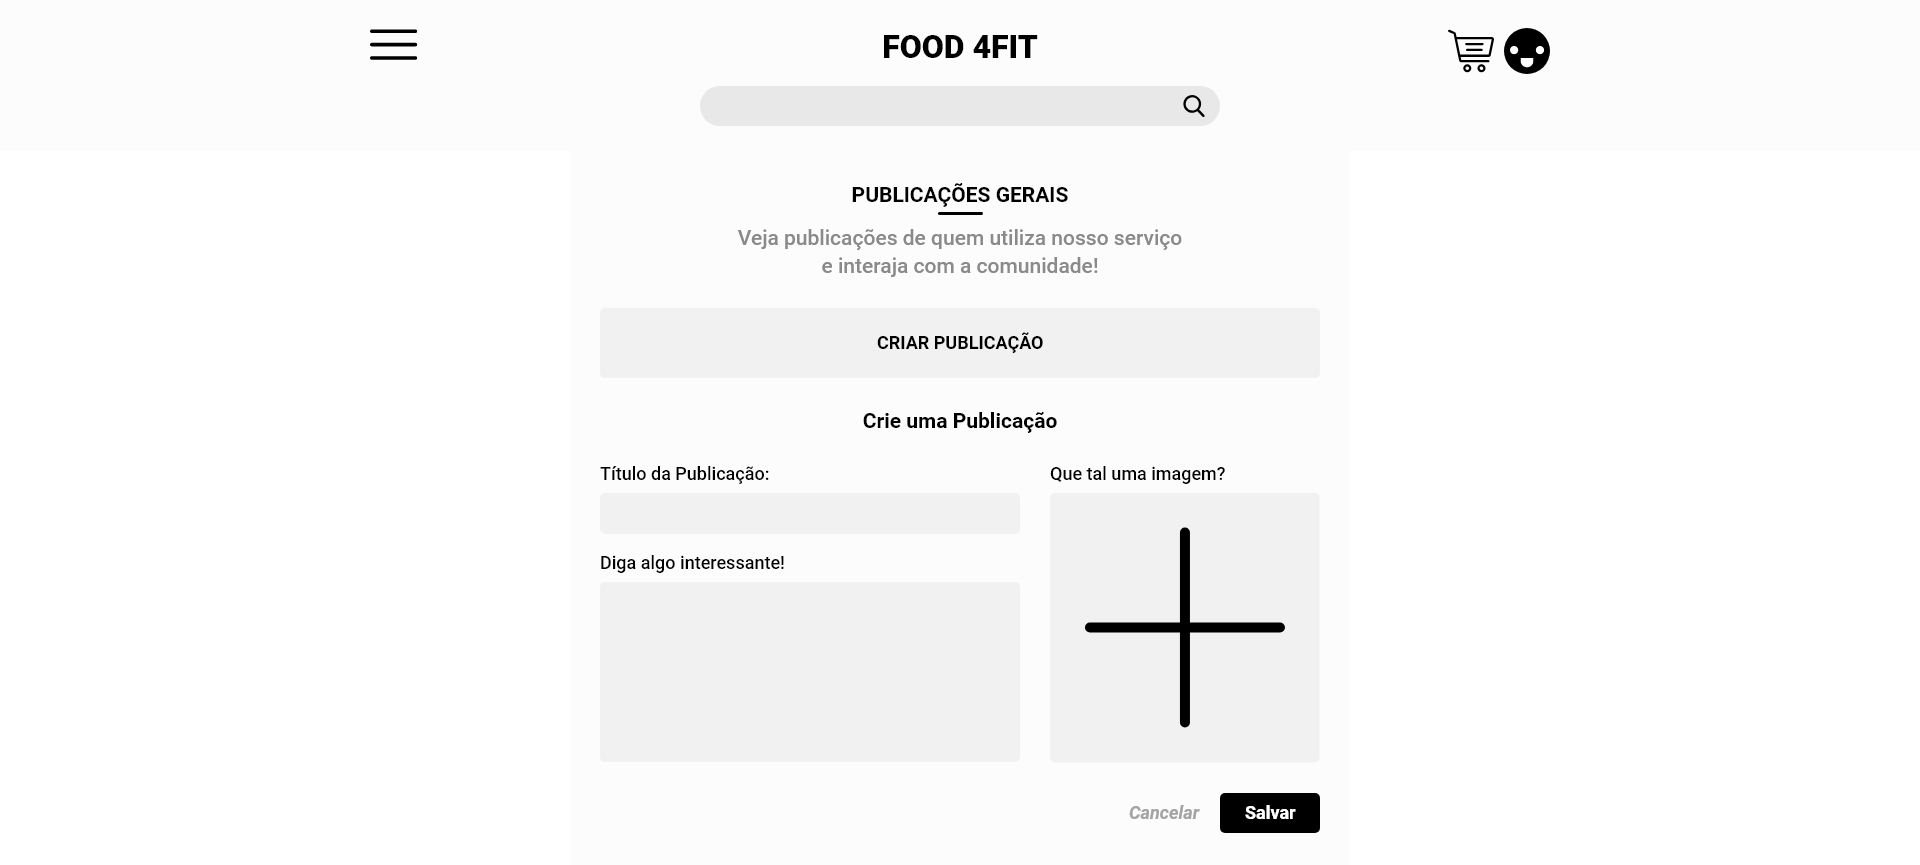 FOOD 4FIT
PUBLICAÇÕES GERAIS
Veja publicações de quem utiliza nosso serviço
e interaja com a comunidade!
CRIAR PUBLICAÇÃO
Crie uma Publicação
Título da Publicação:
Que tal uma imagem?
Diga algo interessante!
Cancelar
Salvar